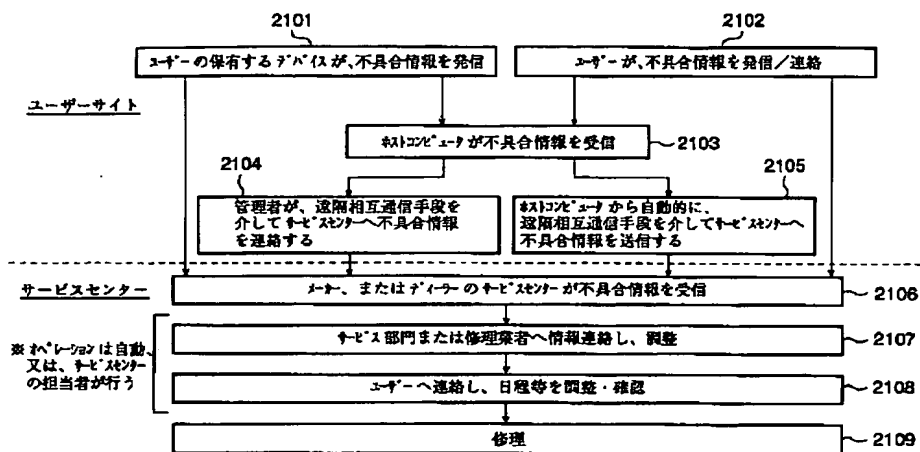 2101
2102
ユーザーの保有するデバイスが、不具合情報を発信
ユーザーが、不具合情報を発信／連絡
ユーザーサイト
ホストコンピュータが不具合情報を受信
2103
2104
2105
管理者が、遠隔相互通信手段を
介してサービスセンターへ不具合情報
を連絡する
ホストコンピュータから自動的に、
遠隔相互通信手段を介してサービスセンターへ
不具合情報を送信する
サービスセンター
メーカー、またはディーラーのサービスセンターが不具合情報を受信
2106
※オペレーションは自動、
又は、サービスセンター
の担当者が行う
サービス部門または修理業者へ情報連絡し、調整
2107
ユーザーへ連絡し、日程等を調整・確認
2108
修理
2109